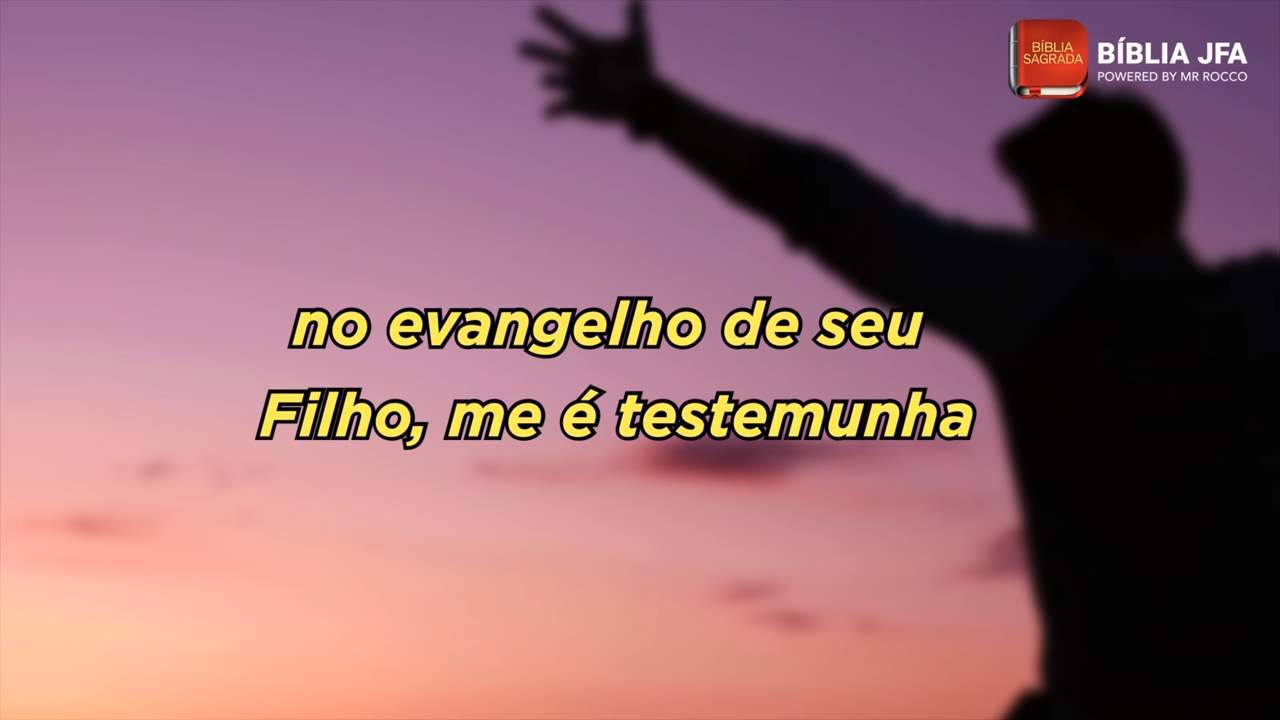 BÍBLIA
SAGRADA
BÍBLIA JFA
POWERED BY MR ROCCO
no evangelho de seu
Filho, me é testemunha